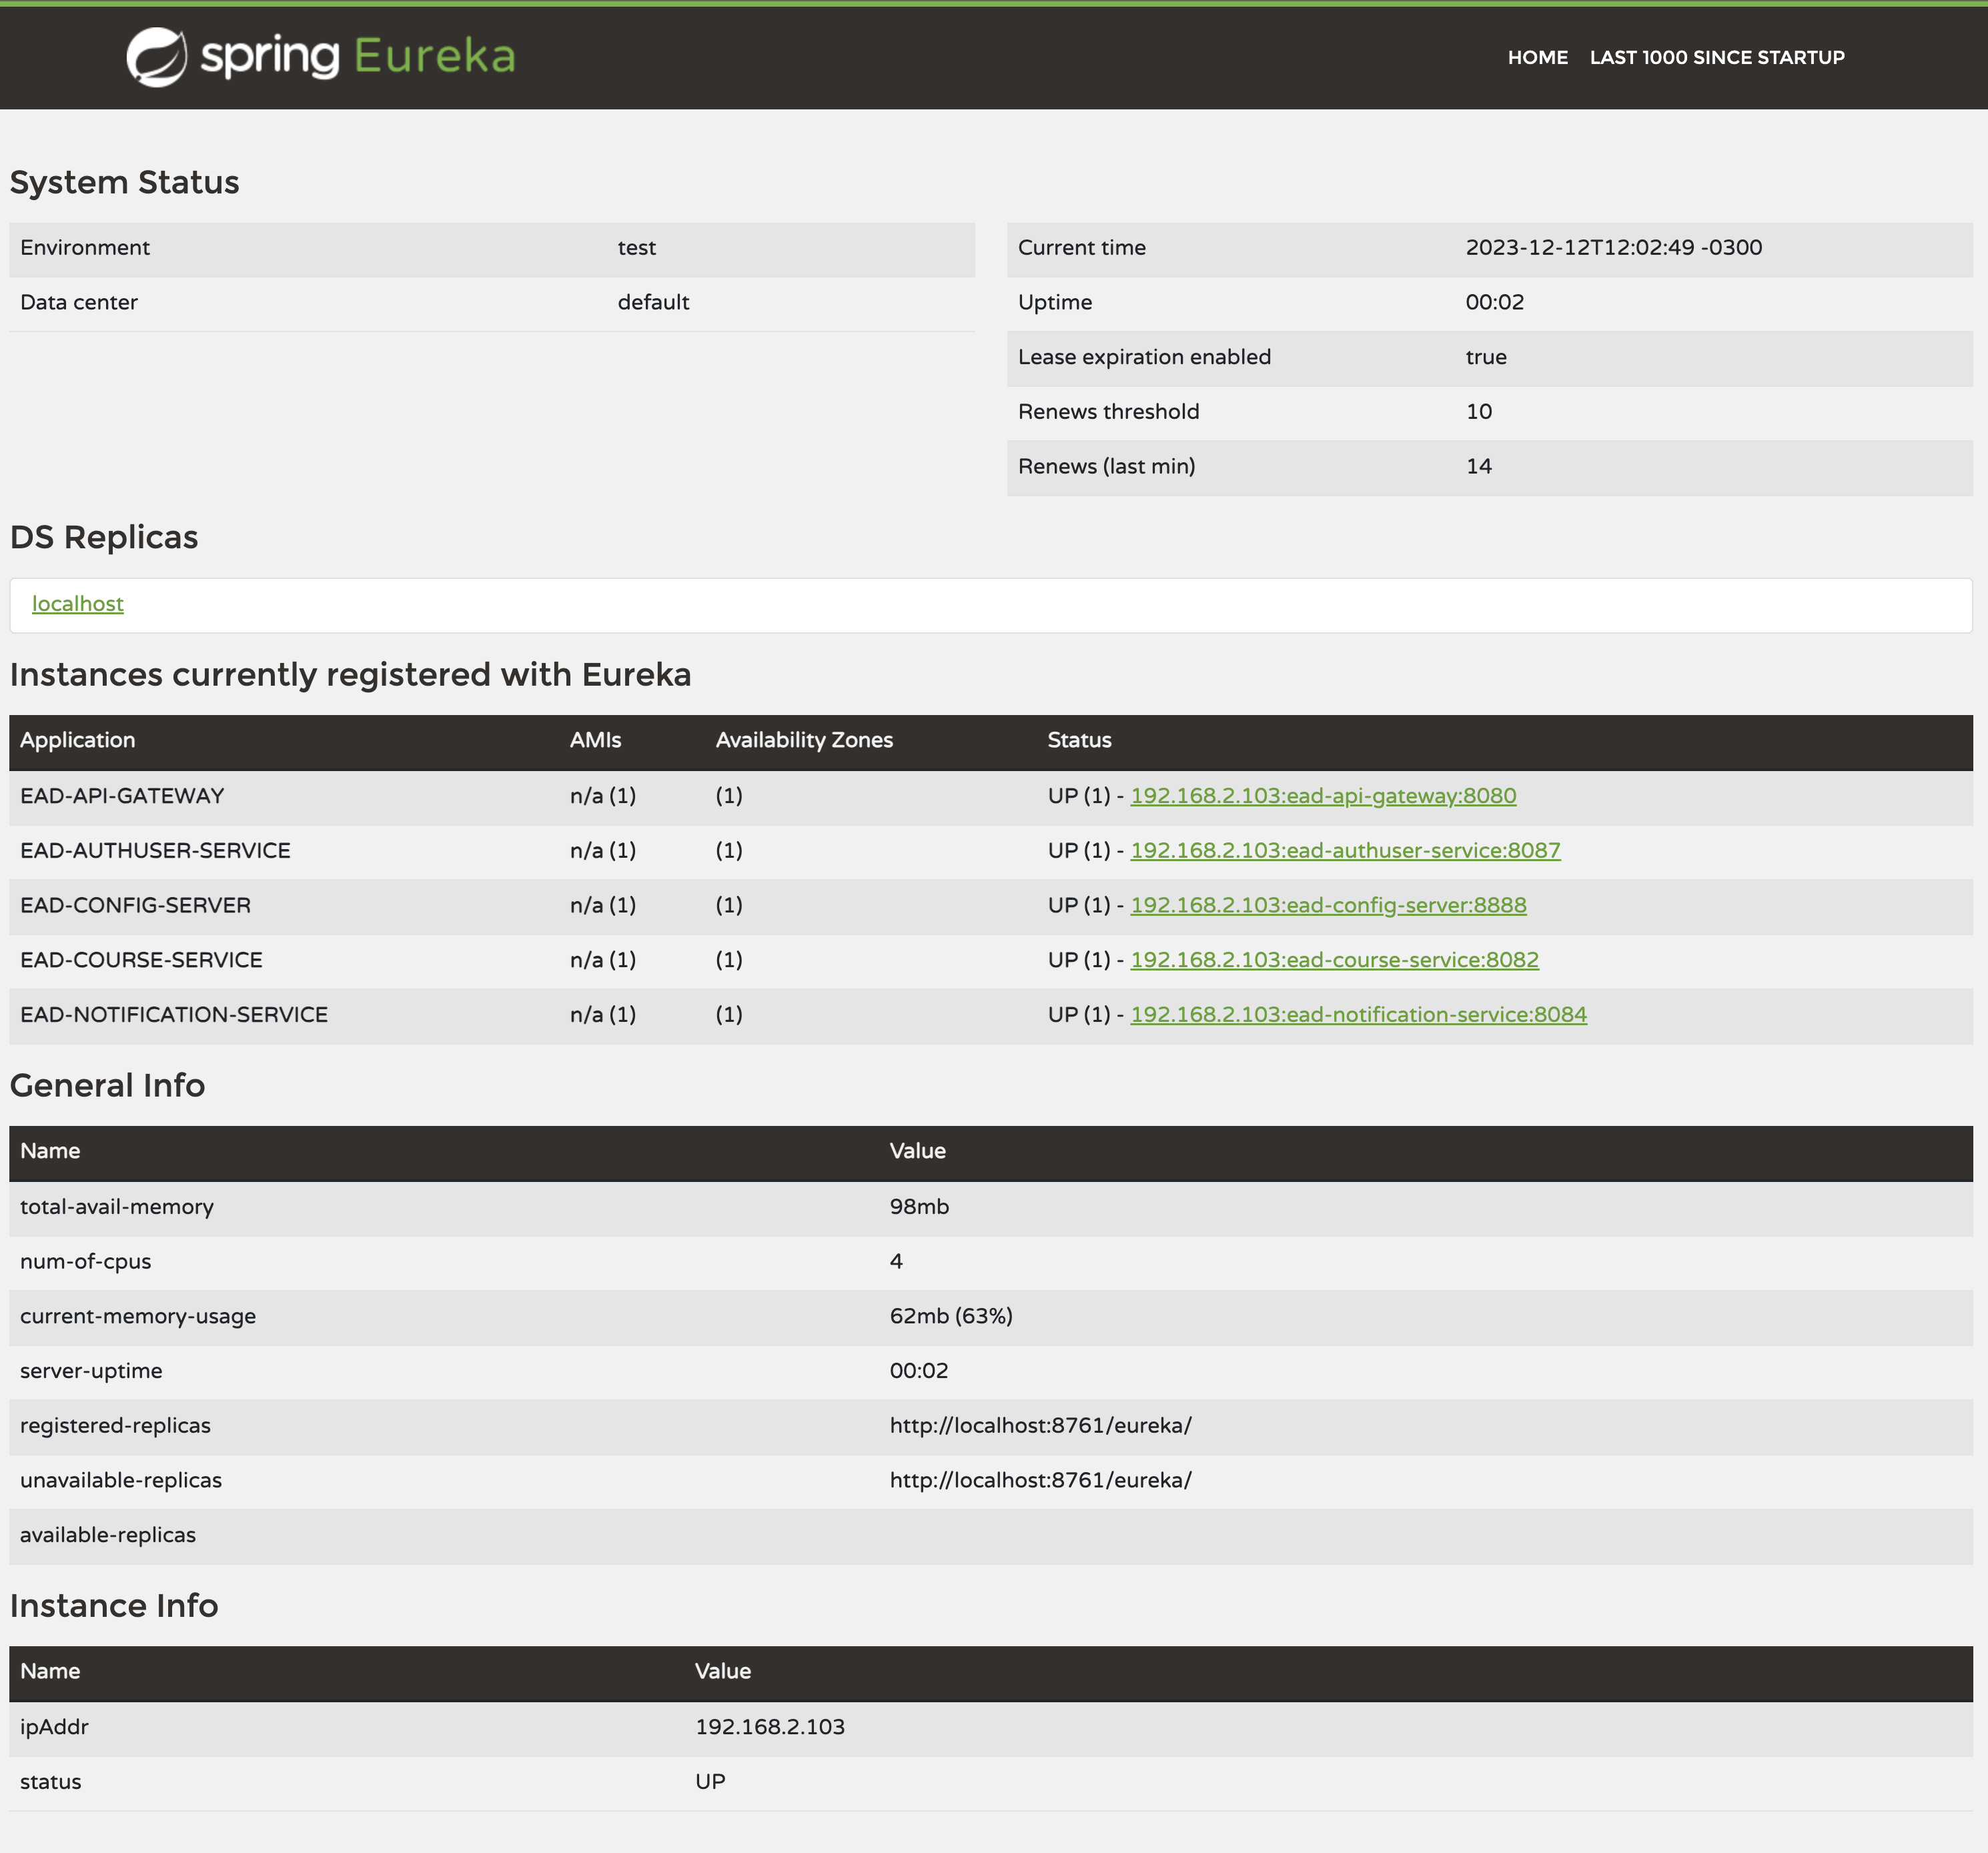 spring Eureka
HOME LAST 1000 SINCE STARTUP
System Status
Environment test
Data center default
Current time 2023-12-12T12:02:49 -0300
Uptime 00:02
Lease expiration enabled true
Renews threshold 10
Renews (last min) 14
DS Replicas
localhost
Instances currently registered with Eureka
Application AMIs Availability Zones Status
EAD-API-GATEWAY n/a (1) (1) UP (1) - 192.168.2.103:ead-api-gateway:8080
EAD-AUTHUSER-SERVICE n/a (1) (1) UP (1) - 192.168.2.103:ead-authuser-service:8087
EAD-CONFIG-SERVER n/a (1) (1) UP (1) - 192.168.2.103:ead-config-server:8888
EAD-COURSE-SERVICE n/a (1) (1) UP (1) - 192.168.2.103:ead-course-service:8082
EAD-NOTIFICATION-SERVICE n/a (1) (1) UP (1) - 192.168.2.103:ead-notification-service:8084
General Info
Name Value
total-avail-memory 98mb
num-of-cpus 4
current-memory-usage 62mb (63%)
server-uptime 00:02
registered-replicas http://localhost:8761/eureka/
unavailable-replicas http://localhost:8761/eureka/
available-replicas
Instance Info
Name Value
ipAddr 192.168.2.103
status UP